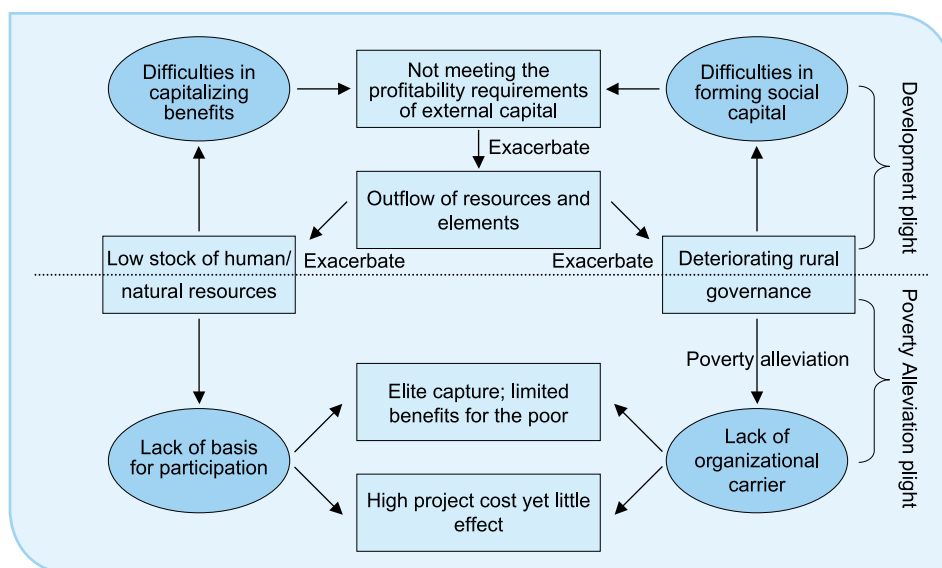 Difficulties in
capitalizing
benefits
Not meeting the
profitability requirements
of external capital
Difficulties in
forming social
capital
Exacerbate
Outflow of resources and
elements
Low stock of human/
natural resources
Exacerbate
Exacerbate
Deteriorating rural
governance
Development plight
Poverty alleviation
Elite capture; limited
benefits for the poor
Lack of basis
for participation
Lack of
organizational
carrier
High project cost yet little
effect
Poverty Alleviation plight